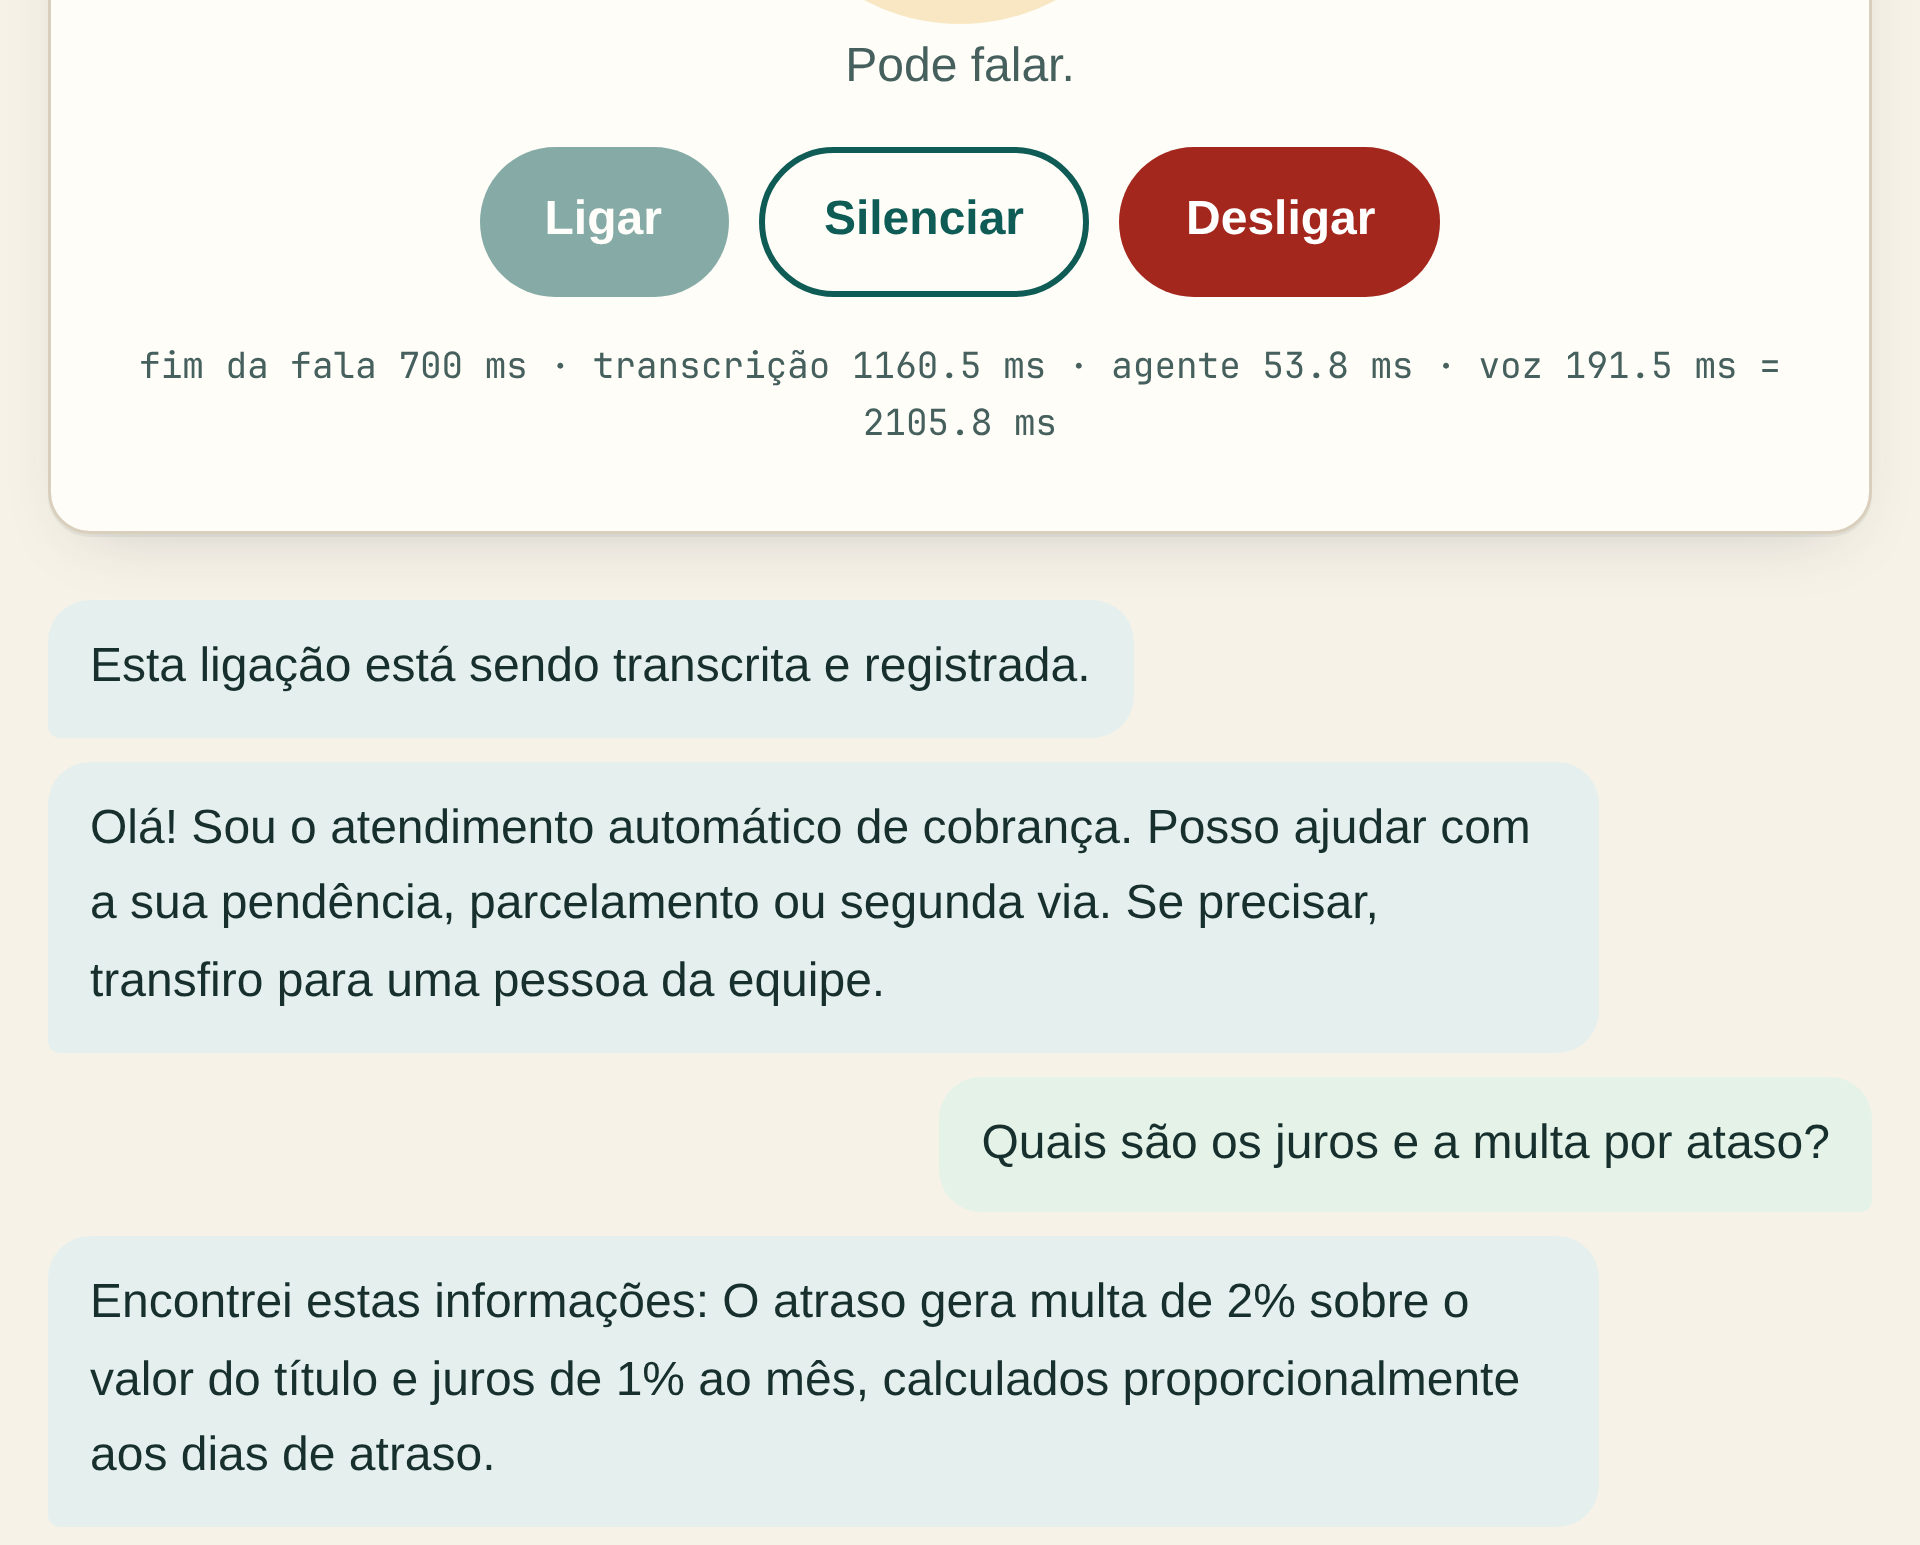 Pode falar.
Ligar
Silenciar
Desligar
fim da fala 700 ms · transcrição 1160.5 ms · agente 53.8 ms · voz 191.5 ms =
2105.8 ms
Esta ligação está sendo transcrita e registrada.
Olá! Sou o atendimento automático de cobrança. Posso ajudar com
a sua pendência, parcelamento ou segunda via. Se precisar,
transfiro para uma pessoa da equipe.
Quais são os juros e a multa por ataso?
Encontrei estas informações: O atraso gera multa de 2% sobre o
valor do título e juros de 1% ao mês, calculados proporcionalmente
aos dias de atraso.